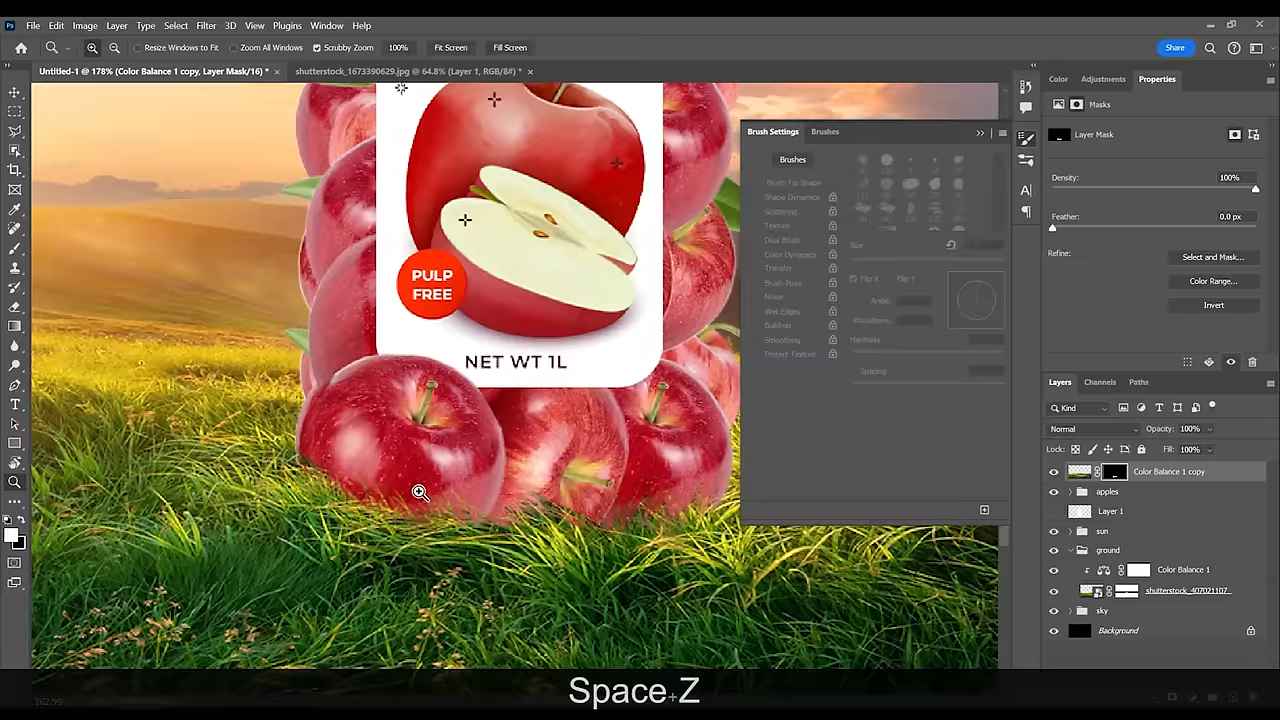 Ps File Edit Image Layer Type Select Filter 3D View Plugins Window Help
Resize Windows to Fit Zoom All Windows Scrubby Zoom 100% Fit Screen Fill Screen Share
Untitled-1 @ 178% (Color Balance 1 copy, Layer Mask/16) * × shutterstock_1673390629.jpg @ 64.8% (Layer 1, RGB/8#) * ×
Color Adjustments Properties
Masks
Layer Mask
Density: 100%
Feather: 0.0 px
Refine:
Select and Mask...
Color Range...
Invert
Brush Settings Brushes
Brushes
Brush Tip Shape
Shape Dynamics
Scattering
Texture
Dual Brush
Color Dynamics
Transfer
Brush Pose
Noise
Wet Edges
Build-up
Smoothing
Protect Texture
Size
Flip X Flip Y
Angle:
Roundness:
Hardness
Spacing
PULP
FREE
NET WT 1L
Layers Channels Paths
Kind
Normal Opacity: 100%
Lock: Fill: 100%
Color Balance 1 copy
apples
Layer 1
sun
ground
Color Balance 1
shutterstock_407021107...
sky
Background
Space+Z